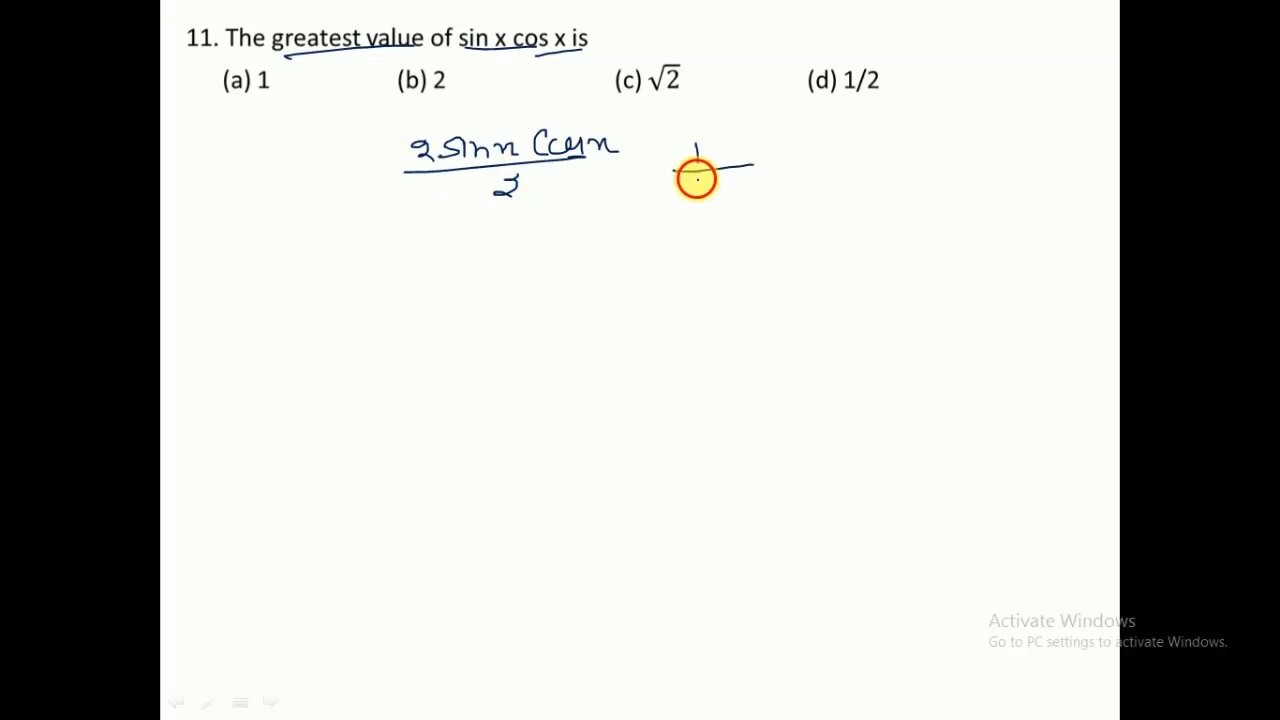 11. The greatest value of sin x cos x is
(a) 1 (b) 2 (c) √2 (d) 1/2
2 sin x cos x 1
2
Activate Windows
Go to PC settings to activate Windows.